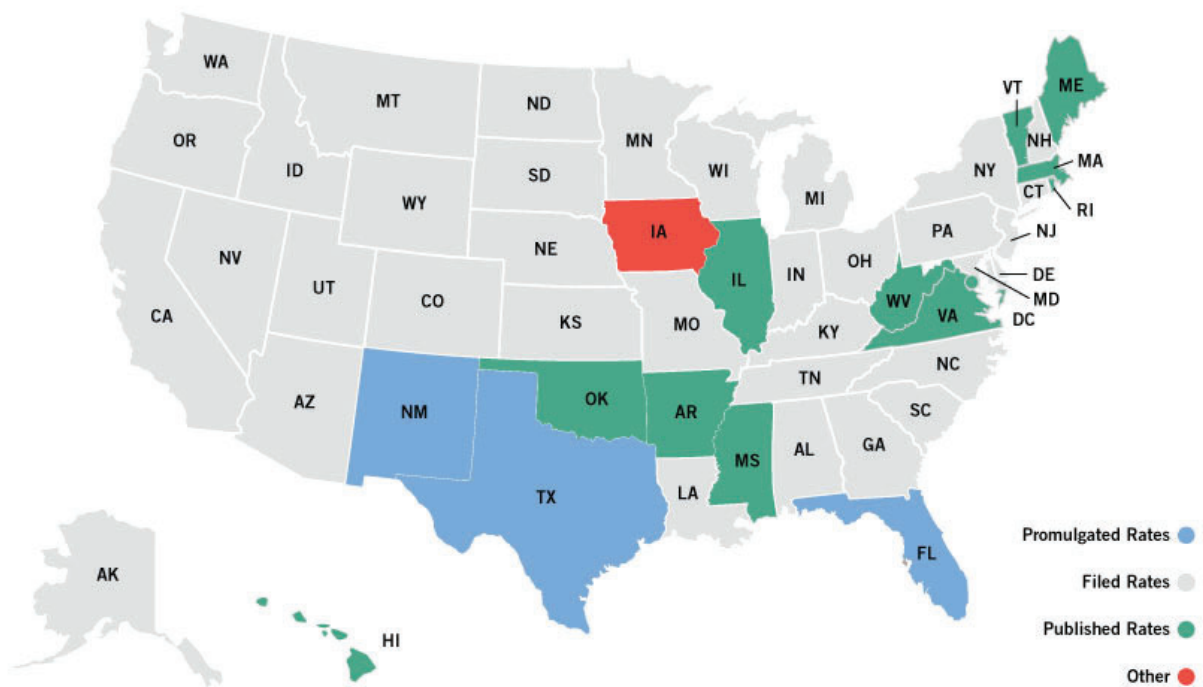 WA
MT
ND
MN
VT
ME
OR
ID
SD
WI
NY
NH
MA
WY
MI
CT
RI
IA
PA
NJ
NV
NE
OH
UT
CO
IL
IN
DE
WV
MD
CA
KS
MO
KY
VA
DC
AZ
NM
OK
AR
TN
NC
SC
MS
AL
GA
TX
LA
FL
AK
HI
Promulgated Rates
Filed Rates
Published Rates
Other